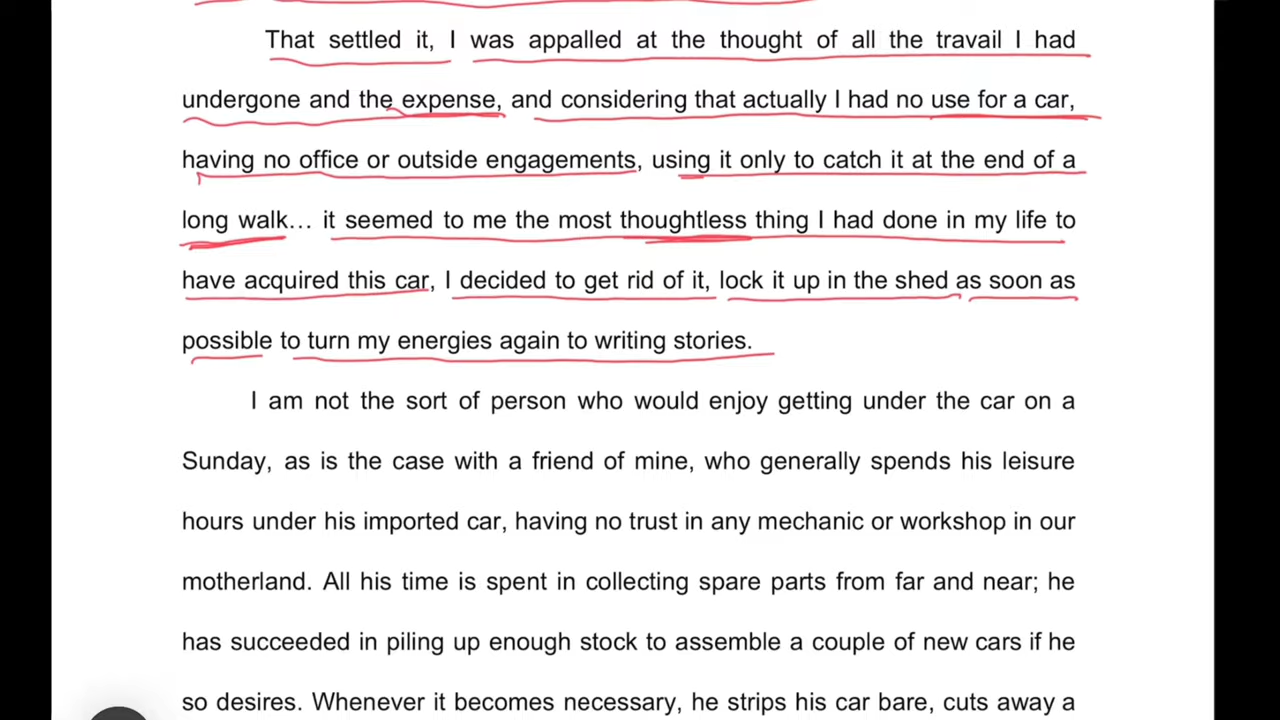 That settled it, I was appalled at the thought of all the travail I had
undergone and the expense, and considering that actually I had no use for a car,
having no office or outside engagements, using it only to catch it at the end of a
long walk… it seemed to me the most thoughtless thing I had done in my life to
have acquired this car, I decided to get rid of it, lock it up in the shed as soon as
possible to turn my energies again to writing stories.
I am not the sort of person who would enjoy getting under the car on a
Sunday, as is the case with a friend of mine, who generally spends his leisure
hours under his imported car, having no trust in any mechanic or workshop in our
motherland. All his time is spent in collecting spare parts from far and near; he
has succeeded in piling up enough stock to assemble a couple of new cars if he
so desires. Whenever it becomes necessary, he strips his car bare, cuts away a